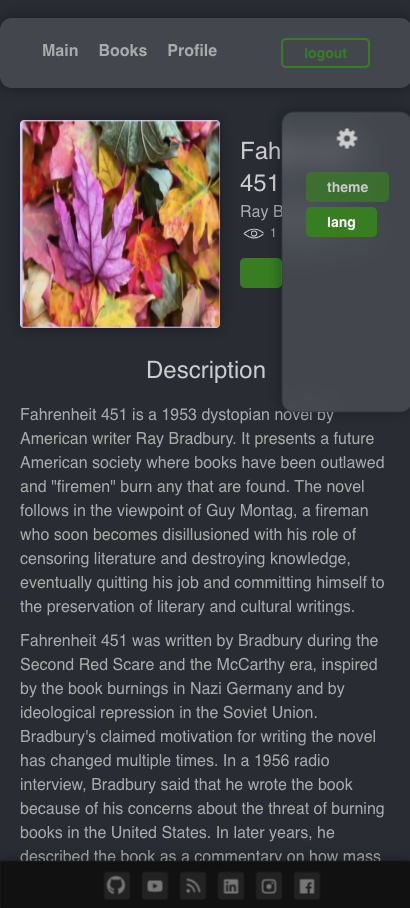 Main Books Profile logout
Fah
451
Ray B
1
theme
lang
Description
Fahrenheit 451 is a 1953 dystopian novel by
American writer Ray Bradbury. It presents a future
American society where books have been outlawed
and "firemen" burn any that are found. The novel
follows in the viewpoint of Guy Montag, a fireman
who soon becomes disillusioned with his role of
censoring literature and destroying knowledge,
eventually quitting his job and committing himself to
the preservation of literary and cultural writings.
Fahrenheit 451 was written by Bradbury during the
Second Red Scare and the McCarthy era, inspired
by the book burnings in Nazi Germany and by
ideological repression in the Soviet Union.
Bradbury's claimed motivation for writing the novel
has changed multiple times. In a 1956 radio
interview, Bradbury said that he wrote the book
because of his concerns about the threat of burning
books in the United States. In later years, he
described the book as a commentary on how mass